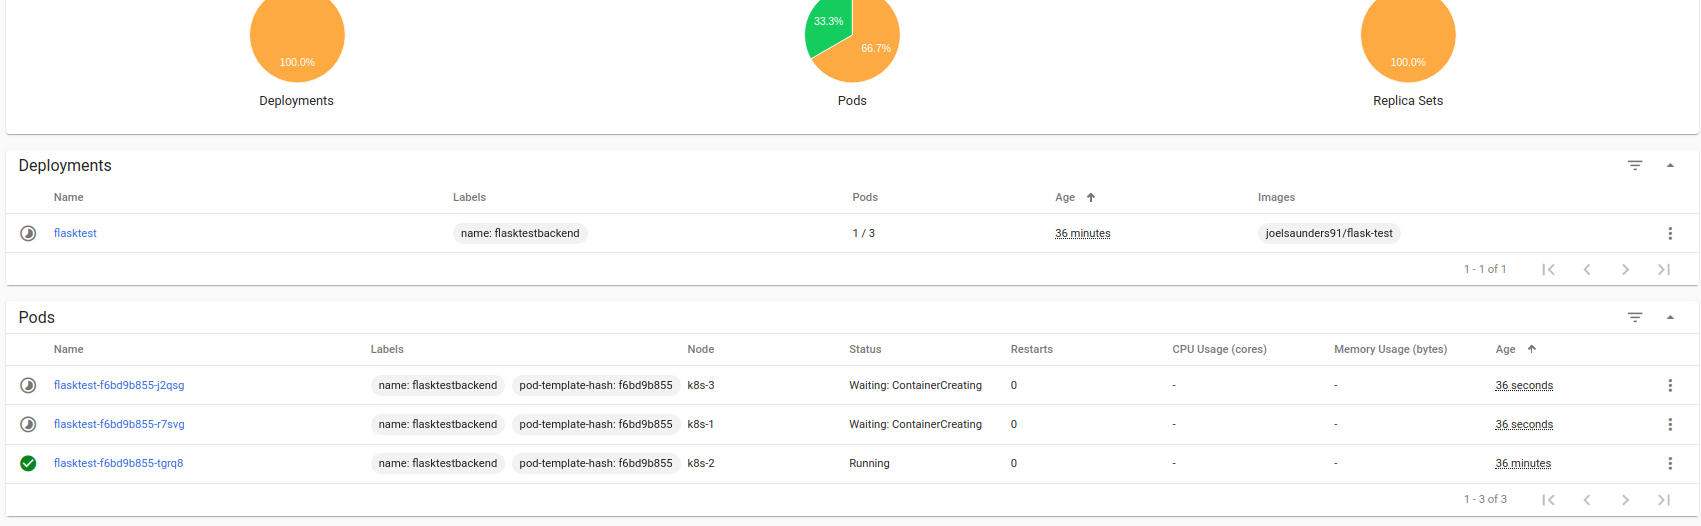 33.3%
100.0%
66.7%
100.0%
Deployments
Pods
Replica Sets
Deployments
Name Labels Pods Age Images
flasktest name: flasktestbackend 1 / 3 36 minutes joelsaunders91/flask-test
1 - 1 of 1
Pods
Name Labels Node Status Restarts CPU Usage (cores) Memory Usage (bytes) Age
flasktest-f6bd9b855-j2qsg name: flasktestbackend pod-template-hash: f6bd9b855 k8s-3 Waiting: ContainerCreating 0 - - 36 seconds
flasktest-f6bd9b855-r7svg name: flasktestbackend pod-template-hash: f6bd9b855 k8s-1 Waiting: ContainerCreating 0 - - 36 seconds
flasktest-f6bd9b855-tgrq8 name: flasktestbackend pod-template-hash: f6bd9b855 k8s-2 Running 0 - - 36 minutes
1 - 3 of 3